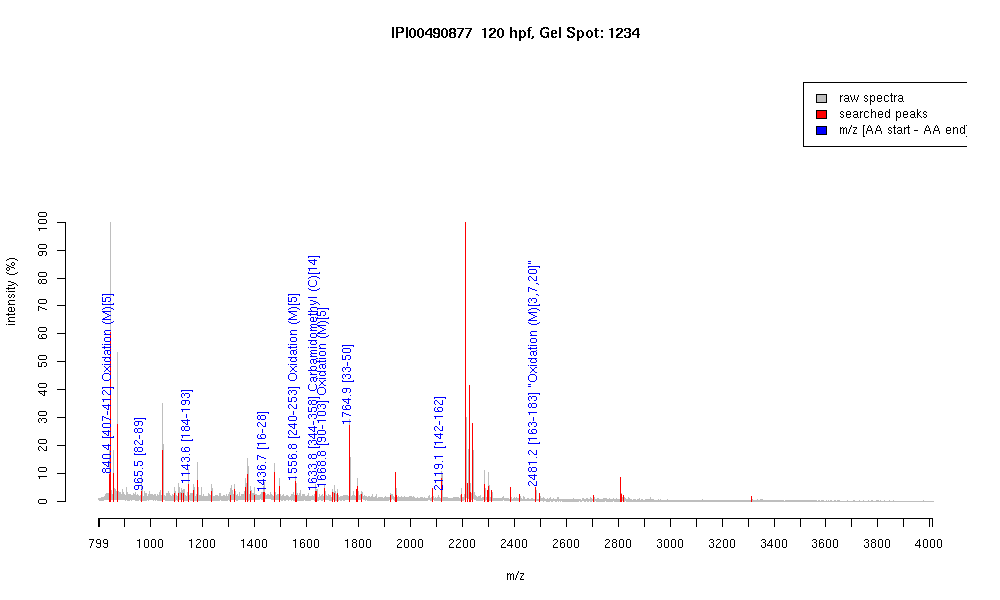 IPI00490877  120 hpf, Gel Spot: 1234
raw spectra
searched peaks
m/z [AA start - AA end]
intensity (%)
100
90
80
70
60
50
40
30
20
10
0
840.4 [407-412] Oxidation (M)[5]
965.5 [82-89]
1143.6 [184-193]
1436.7 [16-28]
1556.8 [240-253] Oxidation (M)[5]
1633.8 [344-358] Carbamidomethyl (C)[14]
1668.8 [90-103] Oxidation (M)[5]
1764.9 [33-50]
2119.1 [142-162]
2481.2 [163-183] "Oxidation (M)[3,7,20]"
799 1000 1200 1400 1600 1800 2000 2200 2400 2600 2800 3000 3200 3400 3600 3800 4000
m/z